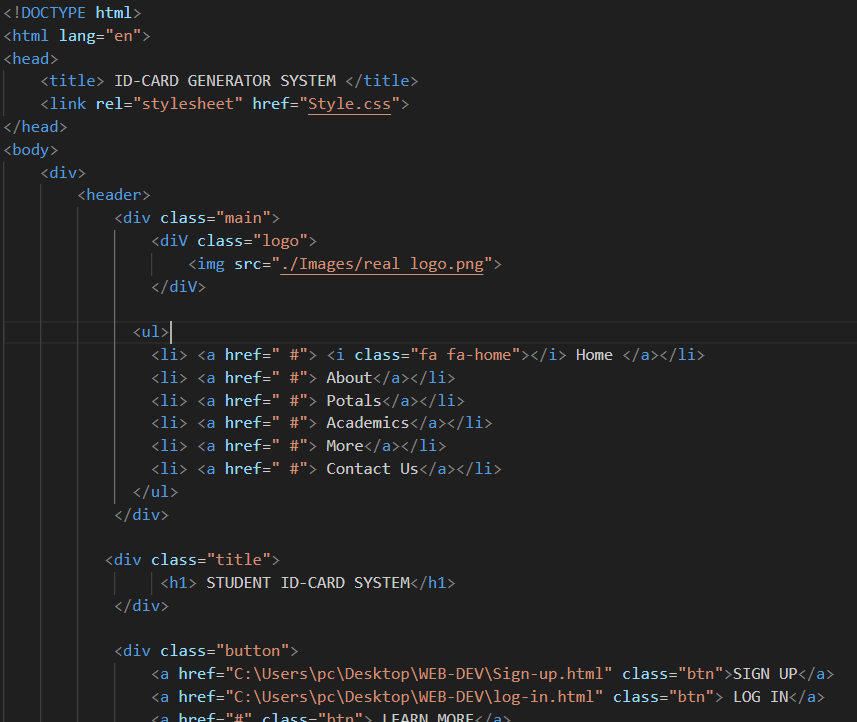 <!DOCTYPE html>
<html lang="en">
<head>
    <title> ID-CARD GENERATOR SYSTEM </title>
    <link rel="stylesheet" href="Style.css">
</head>
<body>
    <div>
        <header>
            <div class="main">
                <diV class="logo">
                    <img src="./Images/real logo.png">
                </diV>
              <ul>
                <li> <a href=" #"> <i class="fa fa-home"></i> Home </a></li>
                <li> <a href=" #"> About</a></li>
                <li> <a href=" #"> Potals</a></li>
                <li> <a href=" #"> Academics</a></li>
                <li> <a href=" #"> More</a></li>
                <li> <a href=" #"> Contact Us</a></li>
              </ul>
            </div>
           <div class="title">
                 <h1> STUDENT ID-CARD SYSTEM</h1>
            </div>
            <div class="button">
                <a href="C:\Users\pc\Desktop\WEB-DEV\Sign-up.html" class="btn">SIGN UP</a>
                <a href="C:\Users\pc\Desktop\WEB-DEV\log-in.html" class="btn"> LOG IN</a>
                <a href="#" class="btn"> LEARN MORE</a>